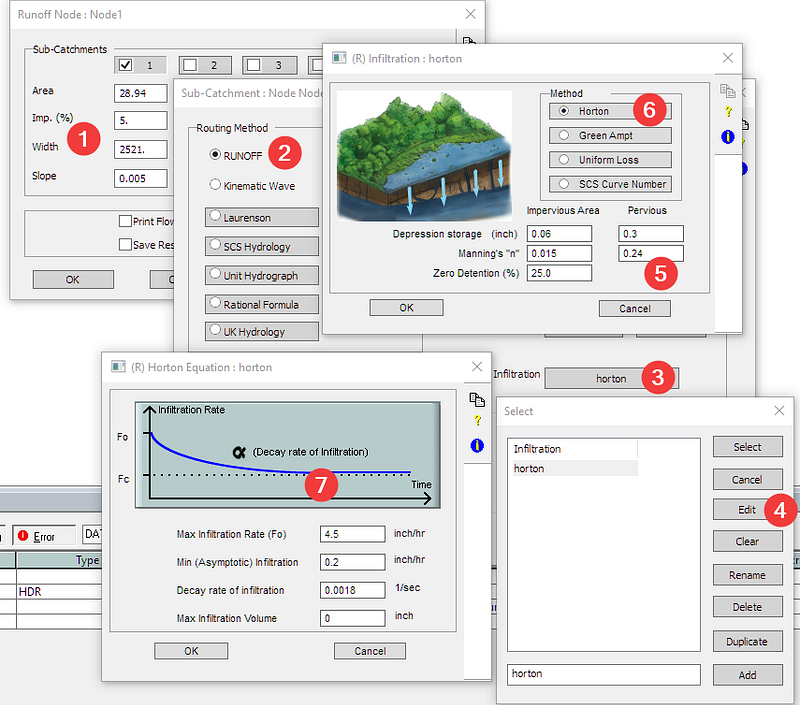 Runoff Node : Node1
Sub-Catchments
1
2
3
Area
28.94
Imp. (%)
5.
1
Width
2521.
Slope
0.005
Print Flow
Save Res
OK
Sub-Catchment : Node Node
Routing Method
RUNOFF
2
Kinematic Wave
Laurenson
SCS Hydrology
Unit Hydrograph
Rational Formula
UK Hydrology
Infiltration
horton
3
(R) Infiltration : horton
Method
Horton
6
Green Ampt
Uniform Loss
SCS Curve Number
Impervious Area
Pervious
Depression storage (inch)
0.06
0.3
Manning's "n"
0.015
0.24
Zero Detention (%)
25.0
5
OK
Cancel
?
i
(R) Horton Equation : horton
Infiltration Rate
Fo
α (Decay rate of Infiltration)
Fc
7
Time
Max Infiltration Rate (Fo)
4.5
inch/hr
Min (Asymptotic) Infiltration
0.2
inch/hr
Decay rate of infiltration
0.0018
1/sec
Max Infiltration Volume
0
inch
OK
Cancel
?
i
Select
Infiltration
horton
Select
Cancel
Edit
4
Clear
Rename
Delete
Duplicate
horton
Add
Error
DAT
Type
HDR